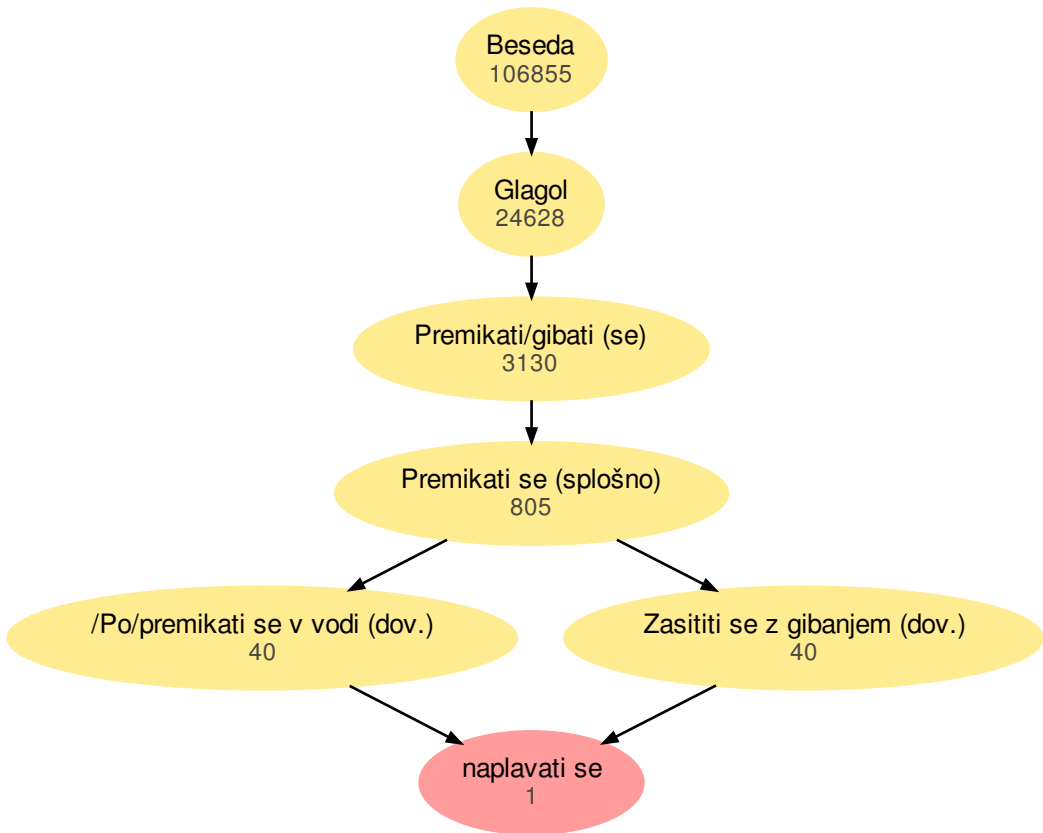 Beseda
106855
Glagol
24628
Premikati/gibati (se)
3130
Premikati se (splošno)
805
/Po/premikati se v vodi (dov.)
40
Zasititi se z gibanjem (dov.)
40
naplavati se
1